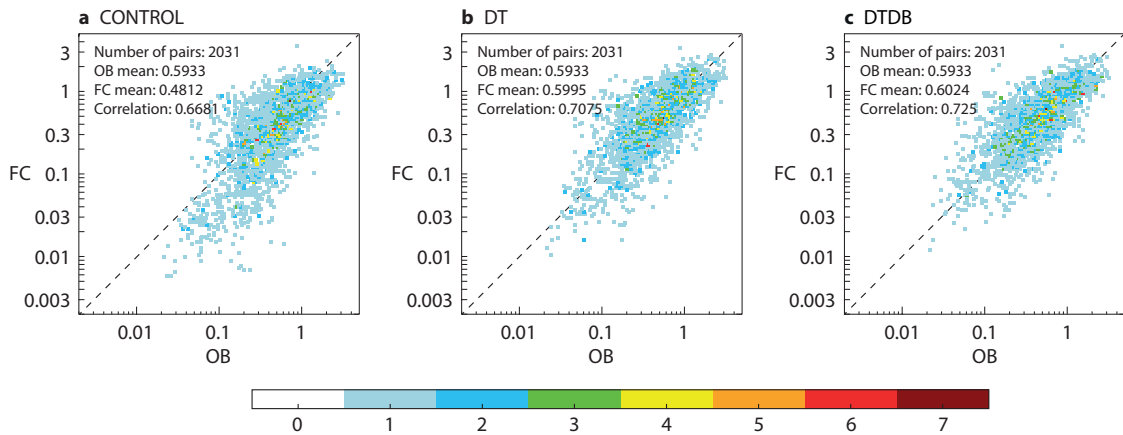 a CONTROL
Number of pairs: 2031
OB mean: 0.5933
FC mean: 0.4812
Correlation: 0.6681
3
1
0.3
FC
0.1
0.03
0.01
0.003
0.01 0.1 1
OB
b DT
Number of pairs: 2031
OB mean: 0.5933
FC mean: 0.5995
Correlation: 0.7075
3
1
0.3
FC
0.1
0.03
0.01
0.003
0.01 0.1 1
OB
c DTDB
Number of pairs: 2031
OB mean: 0.5933
FC mean: 0.6024
Correlation: 0.725
3
1
0.3
FC
0.1
0.03
0.01
0.003
0.01 0.1 1
OB
0 1 2 3 4 5 6 7